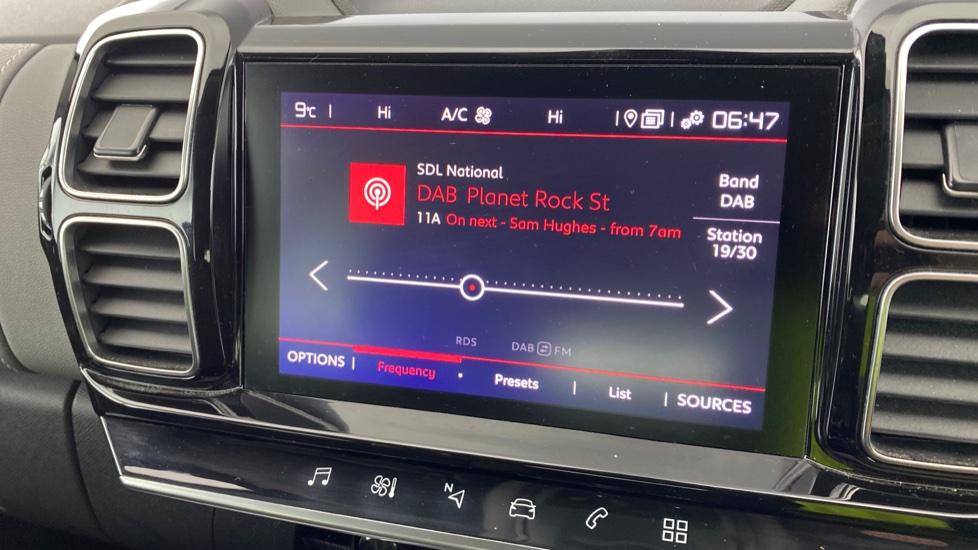 9°C | Hi A/C Hi | | 06:47
SDL National
DAB Planet Rock St
11A On next - Sam Hughes - from 7am
Band
DAB
Station
19/30
RDS DAB FM
OPTIONS | Frequency • Presets | List | SOURCES
N